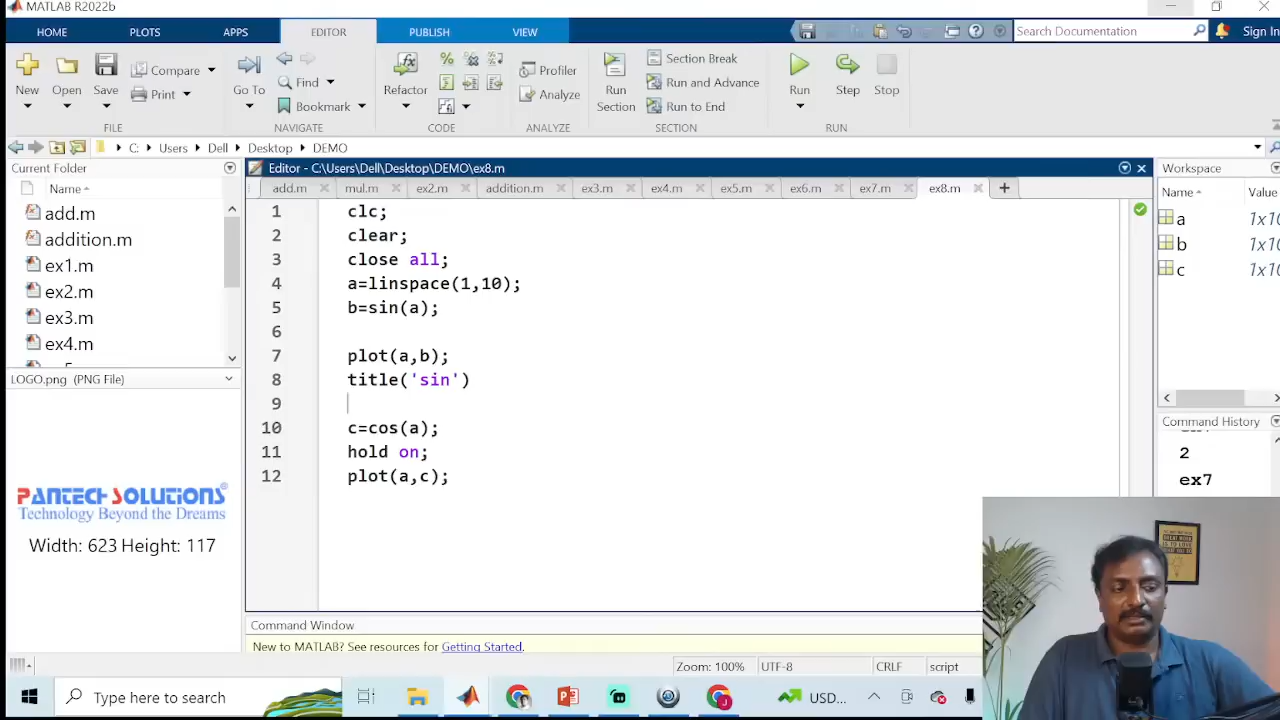 MATLAB R2022b
HOME PLOTS APPS EDITOR PUBLISH VIEW Search Documentation Sign In
New Open Save Compare Print Go To Find Bookmark Refactor Profiler Analyze Run Section Section Break Run and Advance Run to End Run Step Stop
FILE NAVIGATE CODE ANALYZE SECTION RUN
C: Users Dell Desktop DEMO
Current Folder
Name
add.m
addition.m
ex1.m
ex2.m
ex3.m
ex4.m
LOGO.png (PNG File)
PANTECH SOLUTIONS®
Technology Beyond the Dreams
Width: 623 Height: 117
Editor - C:\Users\Dell\Desktop\DEMO\ex8.m
add.m mul.m ex2.m addition.m ex3.m ex4.m ex5.m ex6.m ex7.m ex8.m
1 clc;
2 clear;
3 close all;
4 a=linspace(1,10);
5 b=sin(a);
6
7 plot(a,b);
8 title('sin')
9
10 c=cos(a);
11 hold on;
12 plot(a,c);
Command Window
New to MATLAB? See resources for Getting Started.
Zoom: 100% UTF-8 CRLF script
Workspace
Name Value
a 1x10
b 1x10
c 1x10
Command History
2
ex7
Type here to search
USD...